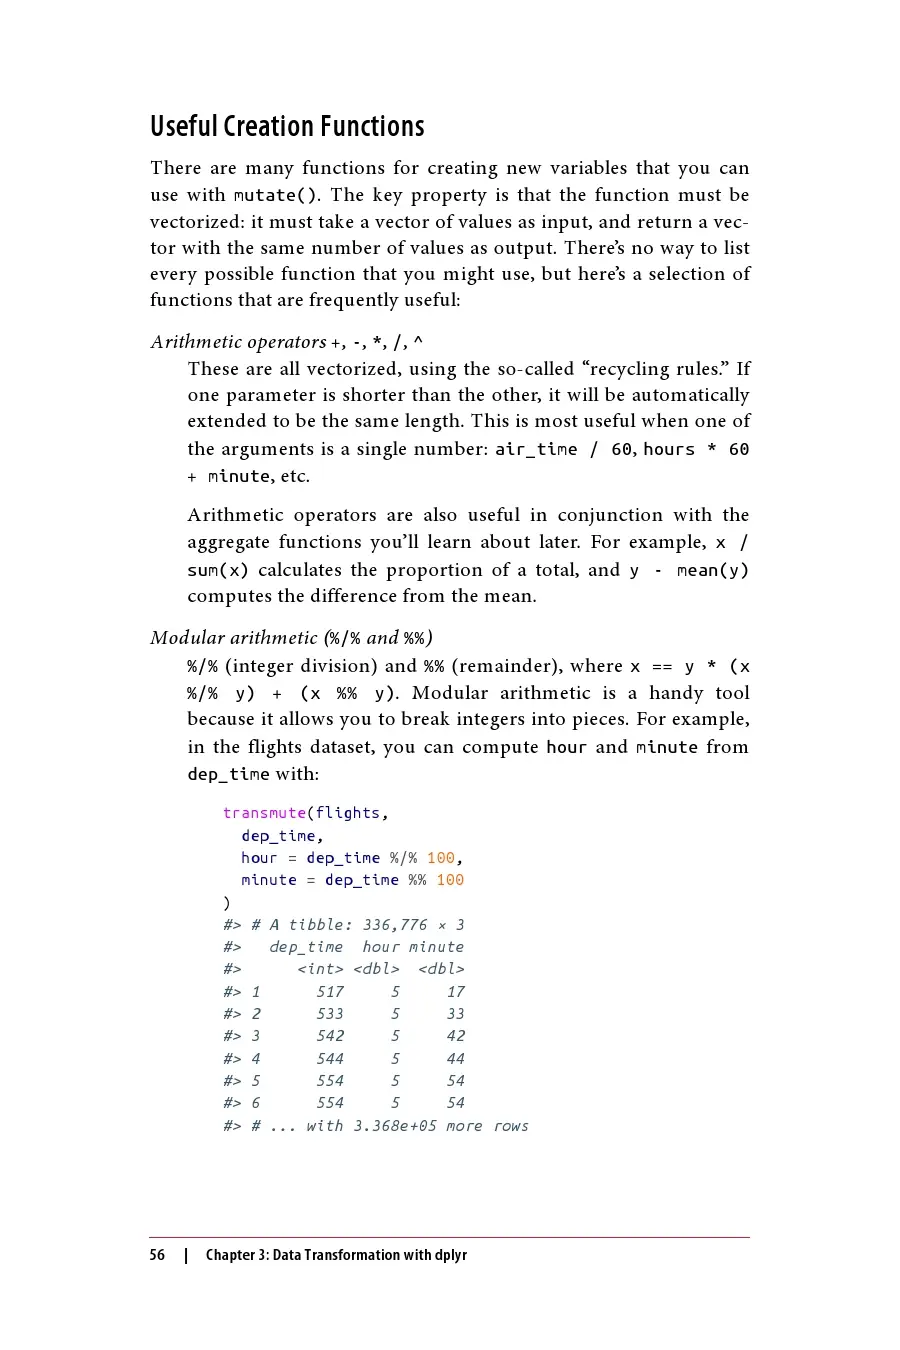 Useful Creation Functions
There are many functions for creating new variables that you can
use with mutate(). The key property is that the function must be
vectorized: it must take a vector of values as input, and return a vec-
tor with the same number of values as output. There’s no way to list
every possible function that you might use, but here’s a selection of
functions that are frequently useful:
Arithmetic operators +, -, *, /, ^
These are all vectorized, using the so-called “recycling rules.” If
one parameter is shorter than the other, it will be automatically
extended to be the same length. This is most useful when one of
the arguments is a single number: air_time / 60, hours * 60
+ minute, etc.
Arithmetic operators are also useful in conjunction with the
aggregate functions you’ll learn about later. For example, x /
sum(x) calculates the proportion of a total, and y - mean(y)
computes the difference from the mean.
Modular arithmetic (%/% and %%)
%/% (integer division) and %% (remainder), where x == y * (x
%/% y) + (x %% y). Modular arithmetic is a handy tool
because it allows you to break integers into pieces. For example,
in the flights dataset, you can compute hour and minute from
dep_time with:
transmute(flights,
  dep_time,
  hour = dep_time %/% 100,
  minute = dep_time %% 100
)
#> # A tibble: 336,776 × 3
#>   dep_time  hour minute
#>      <int> <dbl>  <dbl>
#> 1      517     5     17
#> 2      533     5     33
#> 3      542     5     42
#> 4      544     5     44
#> 5      554     5     54
#> 6      554     5     54
#> # ... with 3.368e+05 more rows
56 | Chapter 3: Data Transformation with dplyr